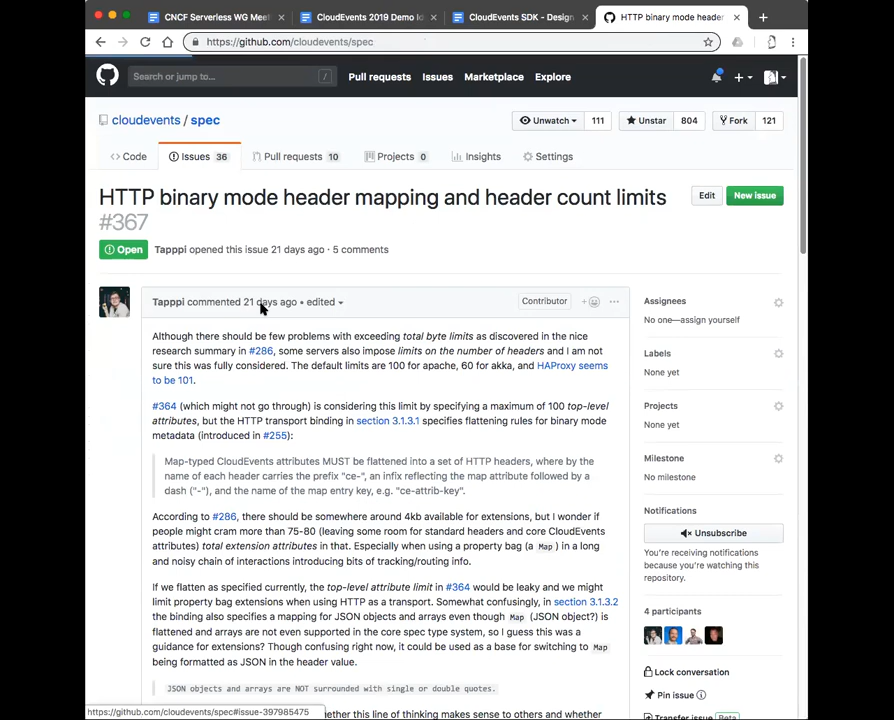 CNCF Serverless WG Mee
CloudEvents 2019 Demo I
CloudEvents SDK - Design
HTTP binary mode header
https://github.com/cloudevents/spec
Search or jump to...
/
Pull requests
Issues
Marketplace
Explore
cloudevents / spec
Unwatch
111
Unstar
804
Fork
121
Code
Issues 36
Pull requests 10
Projects 0
Insights
Settings
HTTP binary mode header mapping and header count limits
#367
Edit
New issue
Open
Tapppi opened this issue 21 days ago · 5 comments
Tapppi commented 21 days ago • edited
Contributor
Although there should be few problems with exceeding total byte limits as discovered in the nice
research summary in #286, some servers also impose limits on the number of headers and I am not
sure this was fully considered. The default limits are 100 for apache, 60 for akka, and HAProxy seems
to be 101.
#364 (which might not go through) is considering this limit by specifying a maximum of 100 top-level
attributes, but the HTTP transport binding in section 3.1.3.1 specifies flattening rules for binary mode
metadata (introduced in #255):
Map-typed CloudEvents attributes MUST be flattened into a set of HTTP headers, where by the
name of each header carries the prefix "ce-", an infix reflecting the map attribute followed by a
dash ("-"), and the name of the map entry key, e.g. "ce-attrib-key".
According to #286, there should be somewhere around 4kb available for extensions, but I wonder if
people might cram more than 75-80 (leaving some room for standard headers and core CloudEvents
attributes) total extension attributes in that. Especially when using a property bag (a Map) in a long
and noisy chain of interactions introducing bits of tracking/routing info.
If we flatten as specified currently, the top-level attribute limit in #364 would be leaky and we might
limit property bag extensions when using HTTP as a transport. Somewhat confusingly, in section 3.1.3.2
the binding also specifies a mapping for JSON objects and arrays even though Map (JSON object?) is
flattened and arrays are not even supported in the core spec type system, so I guess this was a
guidance for extensions? Though confusing right now, it could be used as a base for switching to Map
being formatted as JSON in the header value.
JSON objects and arrays are NOT surrounded with single or double quotes.
ether this line of thinking makes sense to others and whether
Assignees
No one—assign yourself
Labels
None yet
Projects
None yet
Milestone
No milestone
Notifications
Unsubscribe
You're receiving notifications
because you're watching this
repository.
4 participants
Lock conversation
Pin issue
Transfer issue Beta
https://github.com/cloudevents/spec#issue-397985475